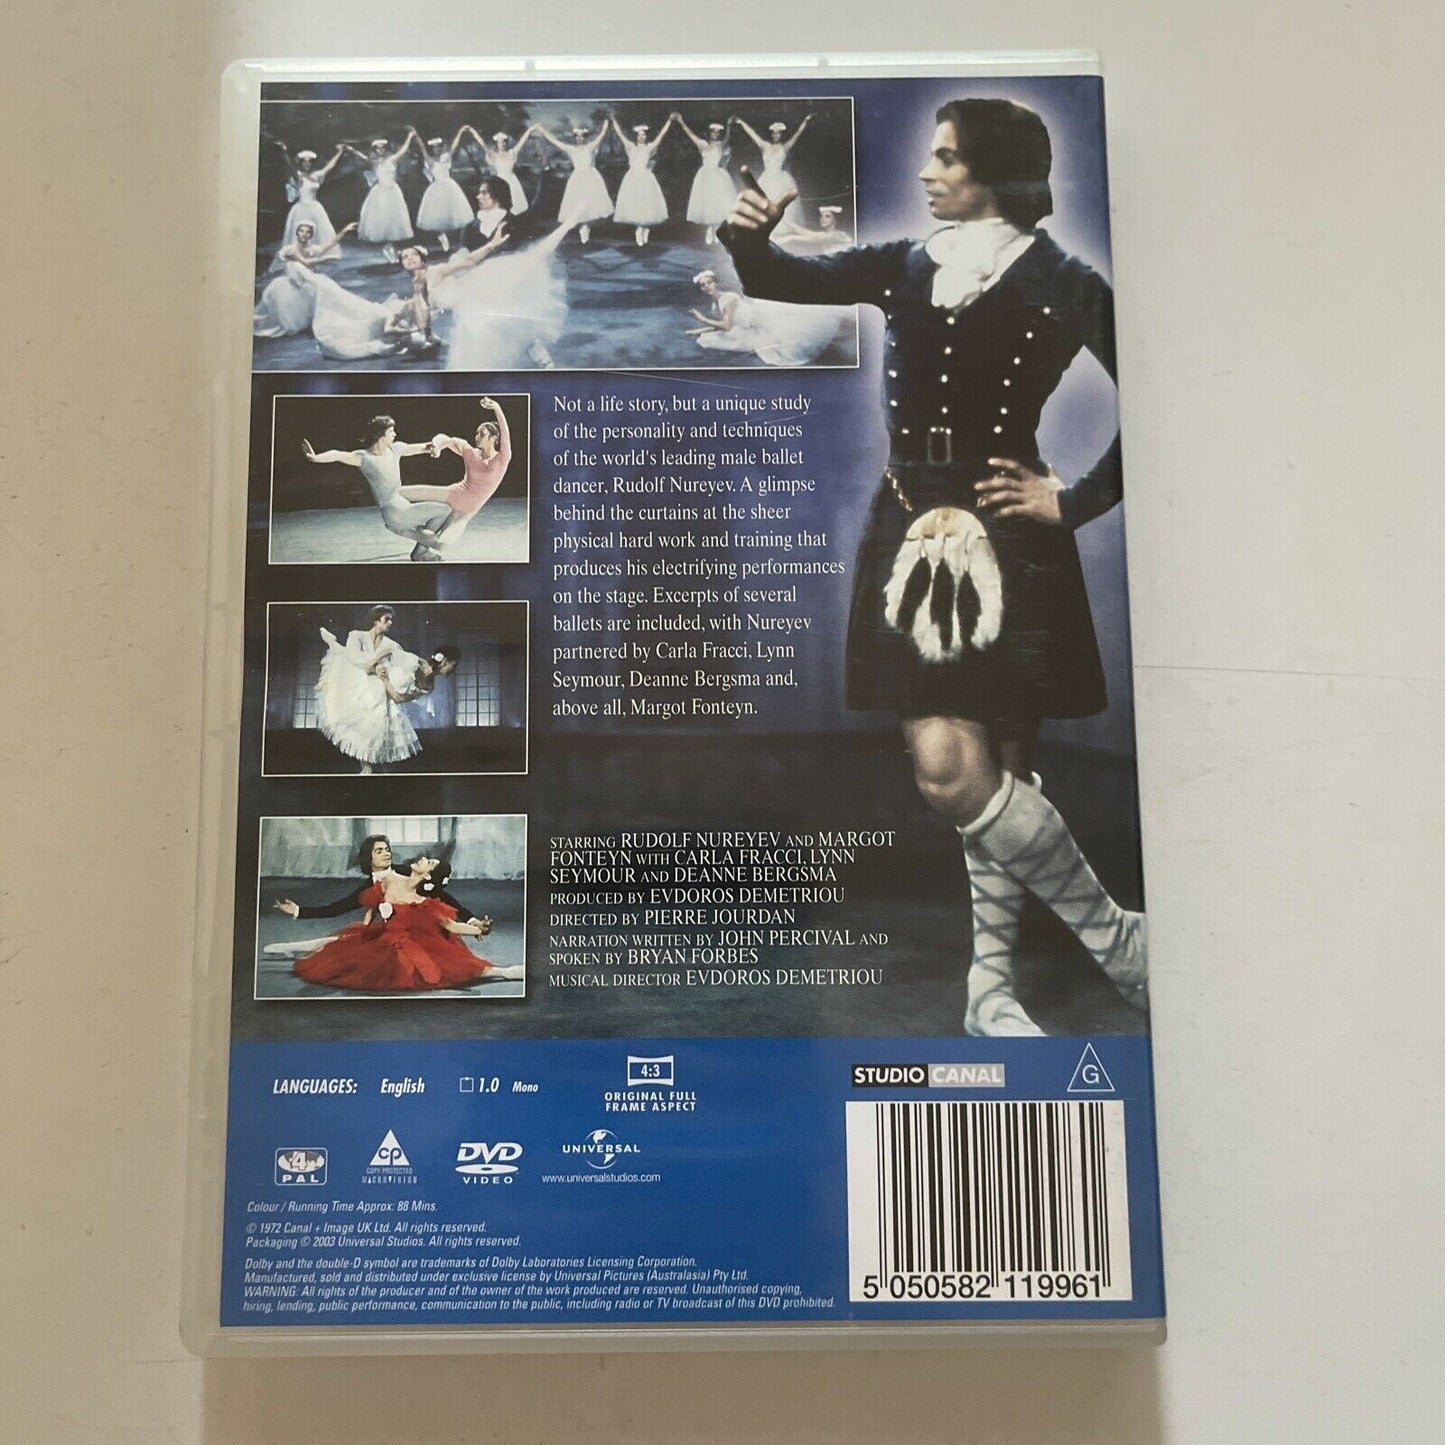 Not a life story, but a unique study
of the personality and techniques
of the world's leading male ballet
dancer, Rudolf Nureyev. A glimpse
behind the curtains at the sheer
physical hard work and training that
produces his electrifying performances
on the stage. Excerpts of several
ballets are included, with Nureyev
partnered by Carla Fracci, Lynn
Seymour, Deanne Bergsma and,
above all, Margot Fonteyn.
STARRING RUDOLF NUREYEV AND MARGOT
FONTEYN WITH CARLA FRACCI, LYNN
SEYMOUR AND DEANNE BERGSMA
PRODUCED BY EVDOROS DEMETRIOU
DIRECTED BY PIERRE JOURDAN
NARRATION WRITTEN BY JOHN PERCIVAL AND
SPOKEN BY BRYAN FORBES
MUSICAL DIRECTOR EVDOROS DEMETRIOU
LANGUAGES: English 1.0 Mono
4:3
ORIGINAL FULL
FRAME ASPECT
STUDIO CANAL
G
4
PAL
CP
COPY PROTECTED
MACROVISION
DVD
VIDEO
UNIVERSAL
www.universalstudios.com
Colour / Running Time Approx: 88 Mins.
© 1972 Canal + Image UK Ltd. All rights reserved.
Packaging © 2003 Universal Studios. All rights reserved.
Dolby and the double-D symbol are trademarks of Dolby Laboratories Licensing Corporation.
Manufactured, sold and distributed under exclusive license by Universal Pictures (Australasia) Pty Ltd.
WARNING: All rights of the producer and of the owner of the work produced are reserved. Unauthorised copying,
hiring, lending, public performance, communication to the public, including radio or TV broadcast of this DVD prohibited.
5 050582 119961